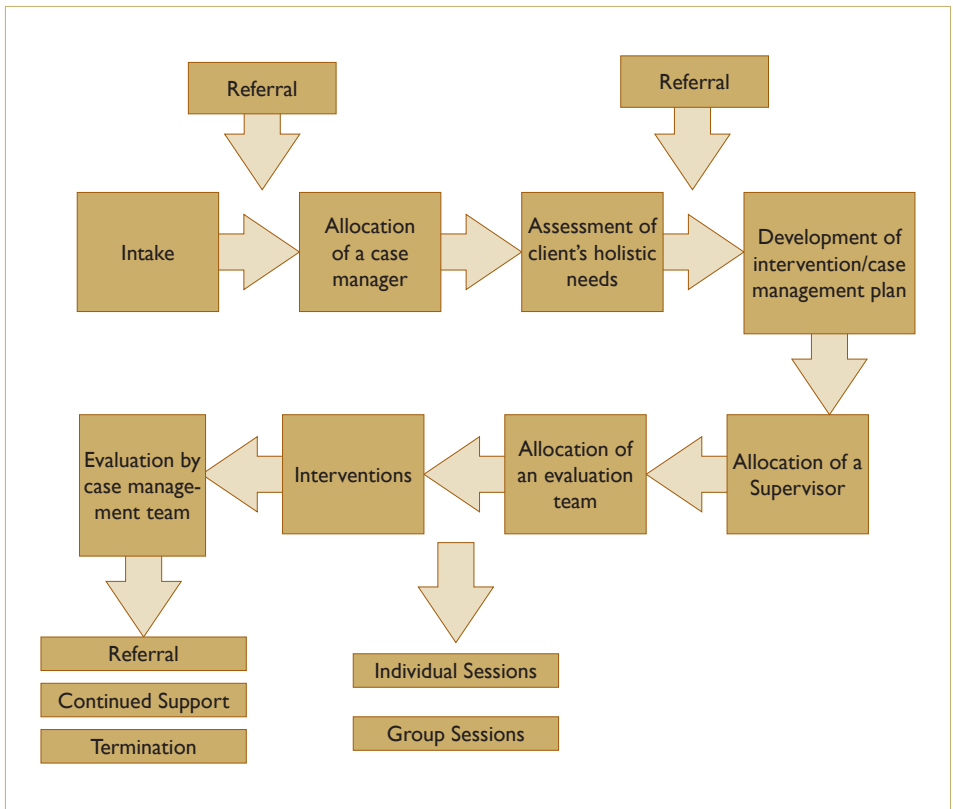 Referral
Referral
Intake
Allocation
of a case
manager
Assessment of
client's holistic
needs
Development of
intervention/case
management plan
Evaluation by
case manage-
ment team
Interventions
Allocation of
an evaluation
team
Allocation of a
Supervisor
Referral
Continued Support
Termination
Individual Sessions
Group Sessions